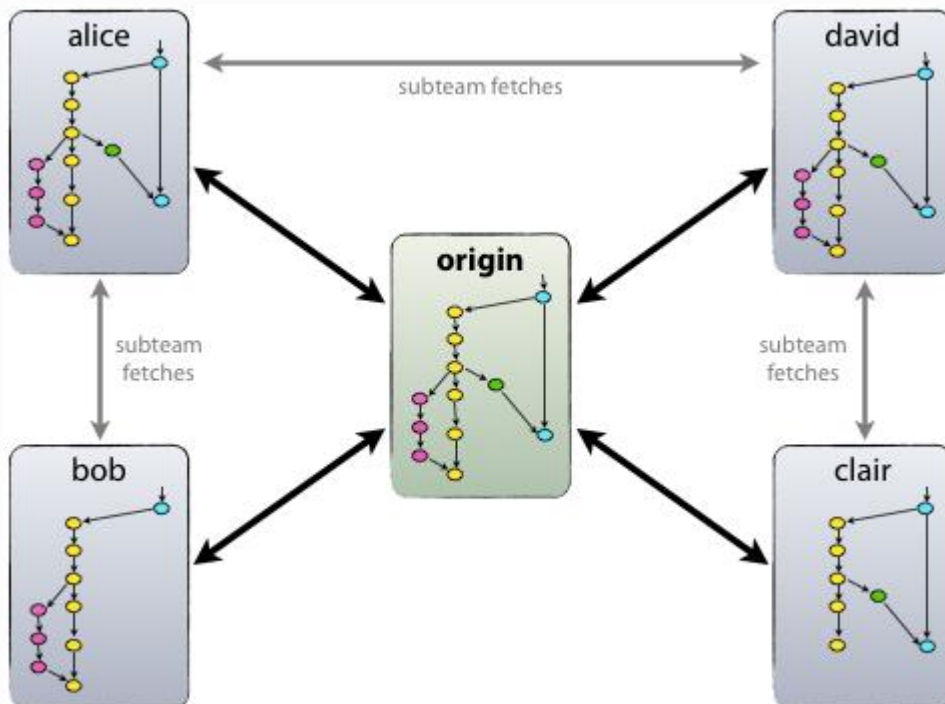 alice
david
subteam fetches
origin
subteam
fetches
subteam
fetches
bob
clair